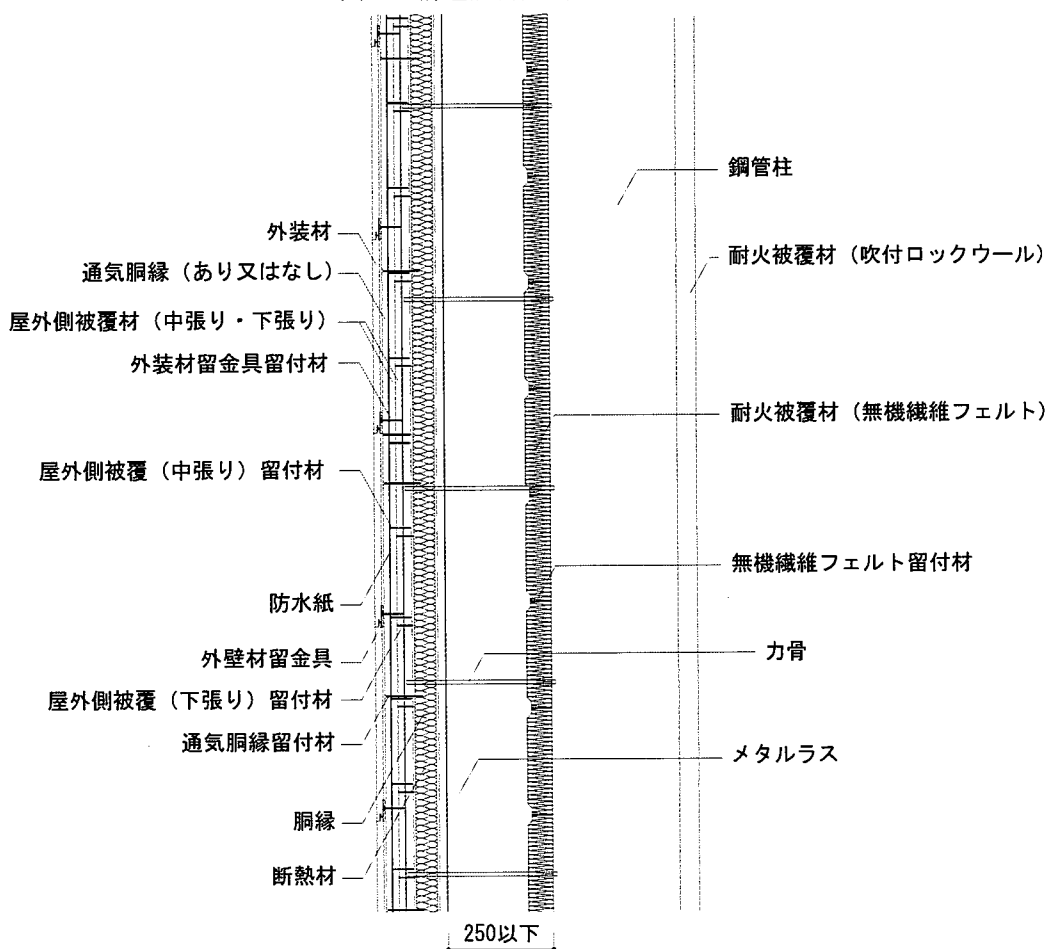 外装材
通気胴縁（あり又はなし）
屋外側被覆材（中張り・下張り）
外装材留金具留付材
屋外側被覆（中張り）留付材
防水紙
外壁材留金具
屋外側被覆（下張り）留付材
通気胴縁留付材
胴縁
断熱材
鋼管柱
耐火被覆材（吹付ロックウール）
耐火被覆材（無機繊維フェルト）
無機繊維フェルト留付材
力骨
メタルラス
250以下